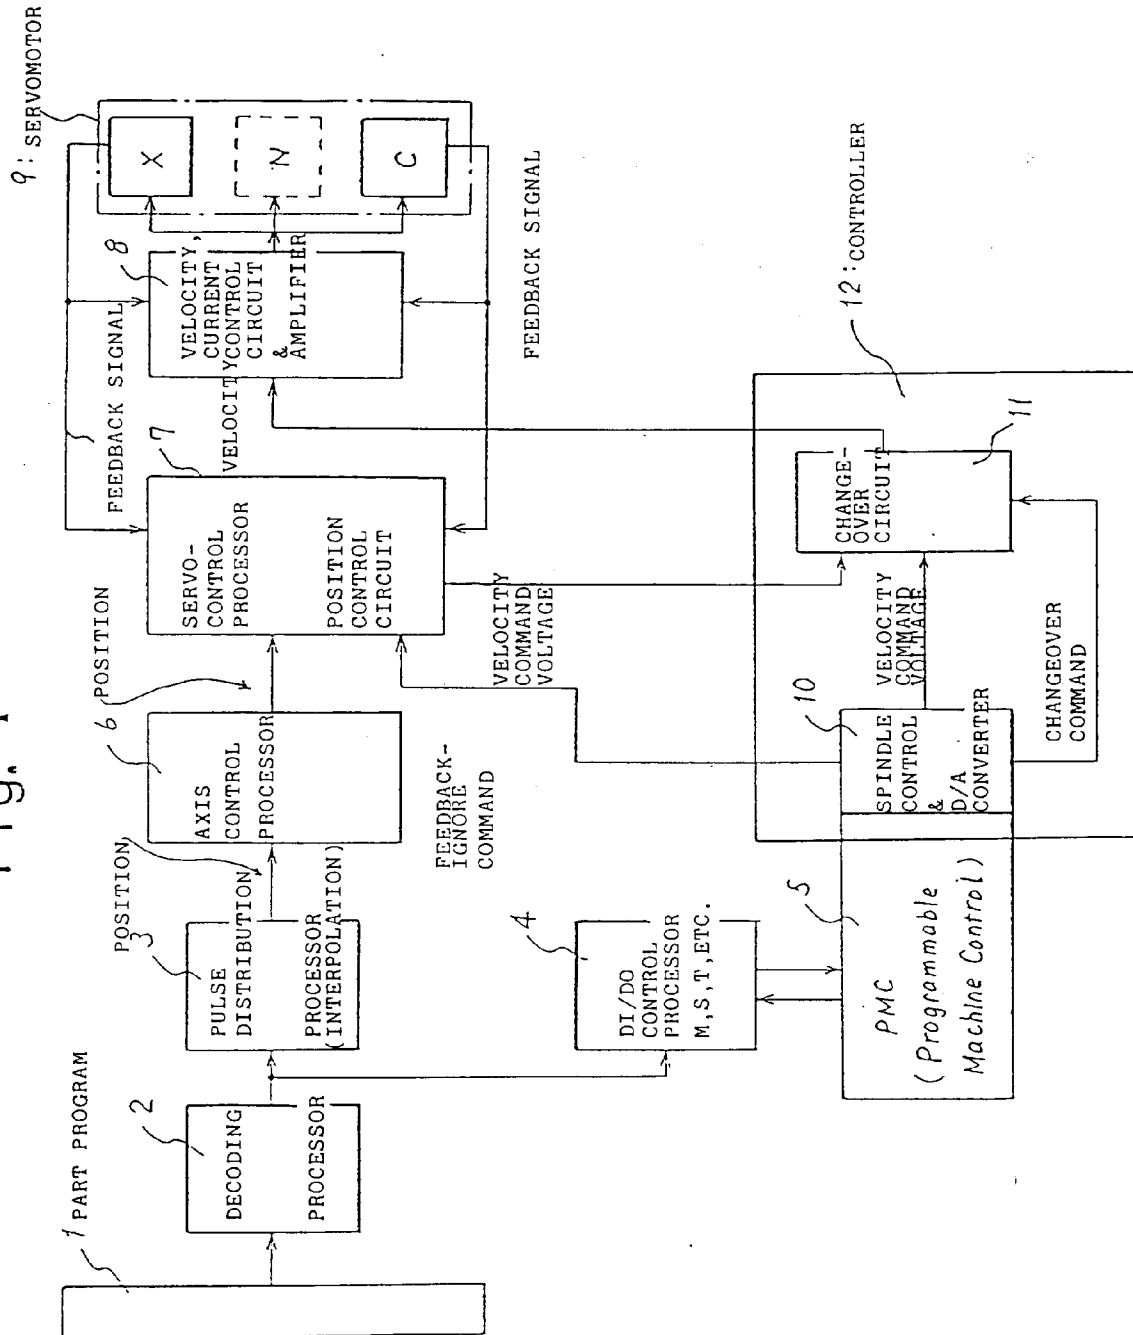 Fig. 1
1 PART PROGRAM
2
DECODING
PROCESSOR
POSITION
3
PULSE
DISTRIBUTION
PROCESSOR
(INTERPOLATION)
4
DI/DO
CONTROL
PROCESSOR
M,S,T,ETC.
5
PMC
(Programmable
Machine Control)
POSITION
6
AXIS
CONTROL
PROCESSOR
FEEDBACK-
IGNORE
COMMAND
7
SERVO-
CONTROL
PROCESSOR
POSITION
CONTROL
CIRCUIT
VELOCITY
COMMAND
VOLTAGE
FEEDBACK SIGNAL
VELOCITY
8
VELOCITY,
CURRENT
CONTROL
CIRCUIT
&
AMPLIFIER
9: SERVOMOTOR
X
N
C
FEEDBACK SIGNAL
10
SPINDLE
CONTROL
&
D/A
CONVERTER
VELOCITY
COMMAND
VOLTAGE
CHANGEOVER
COMMAND
11
CHANGE-
OVER
CIRCUIT
12: CONTROLLER